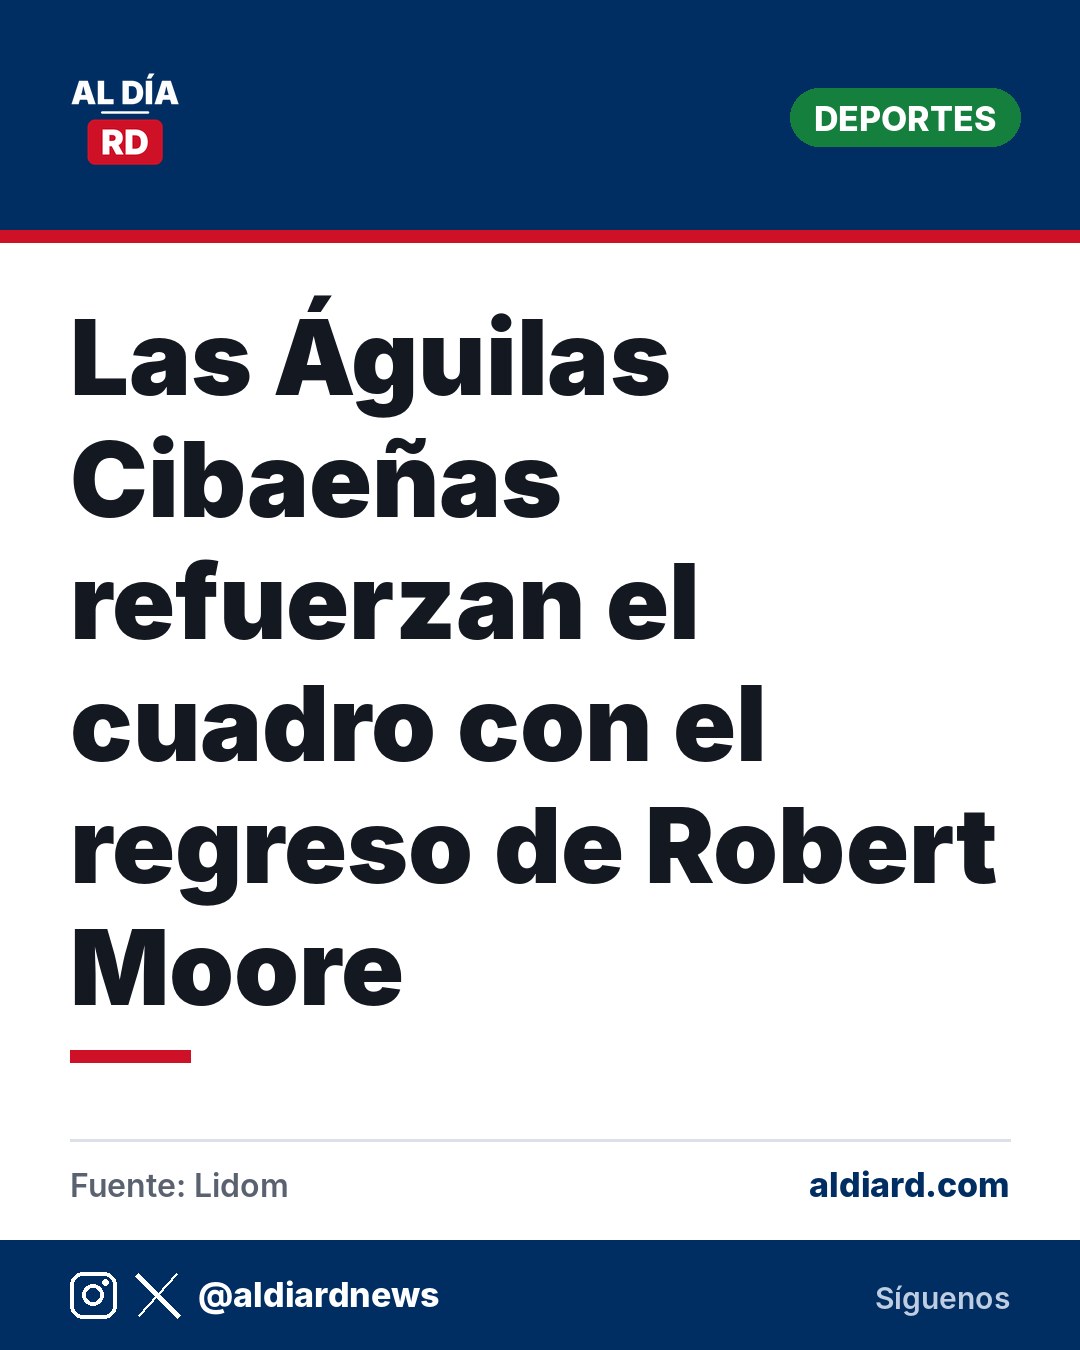 AL DÍA
RD
DEPORTES
Las Águilas
Cibaeñas
refuerzan el
cuadro con el
regreso de Robert
Moore
Fuente: Lidom
aldiard.com
@aldiardnews
Síguenos